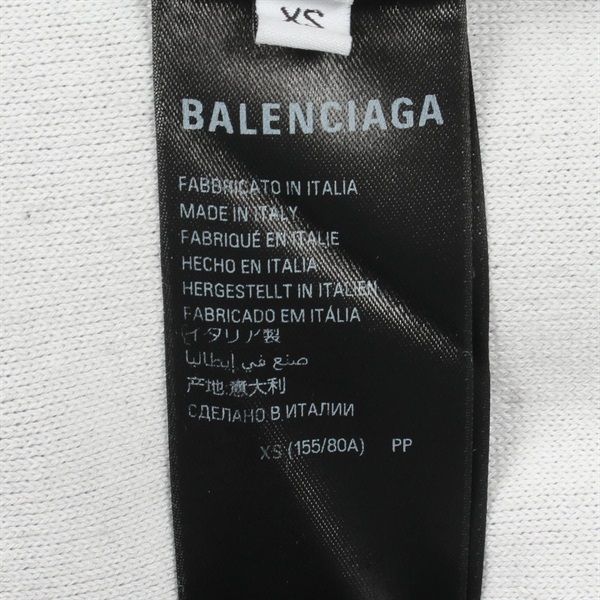 XS
BALENCIAGA
FABBRICATO IN ITALIA
MADE IN ITALY
FABRIQUÉ EN ITALIE
HECHO EN ITALIA
HERGESTELLT IN ITALIEN
FABRICADO EM ITÁLIA
イタリア製
صنع في إيطاليا
产地:意大利
СДЕЛАНО В ИТАЛИИ
XS (155/80A) PP